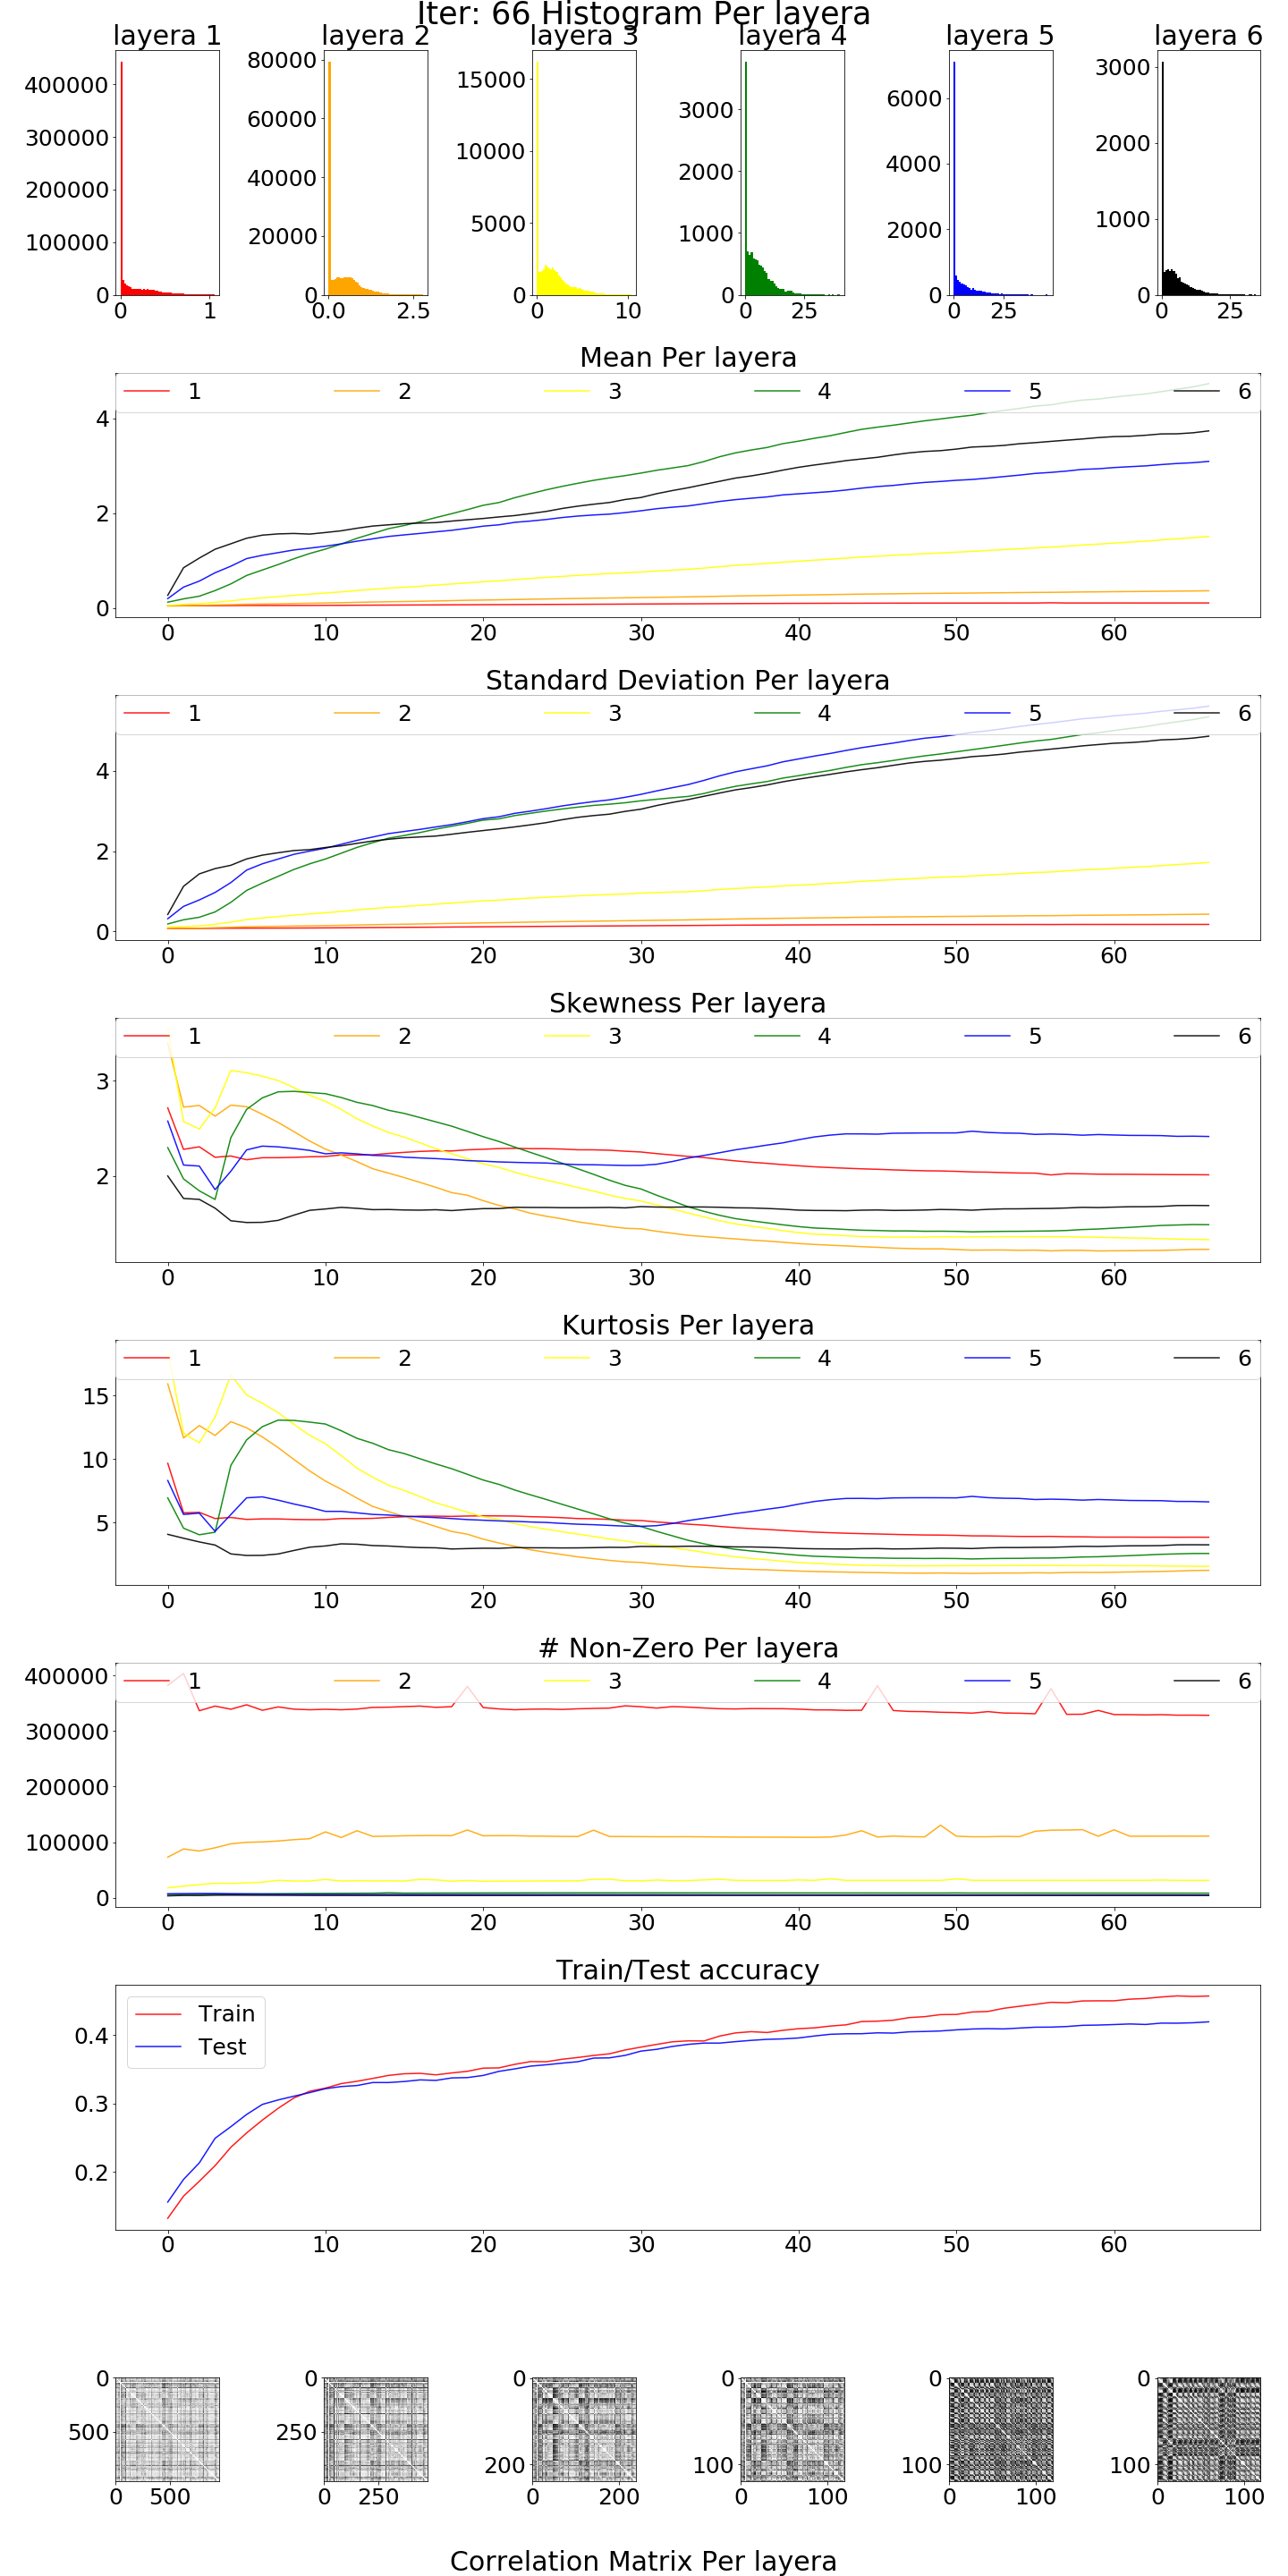 Iter: 66 Histogram Per layera
layera 1 layera 2 layera 3 layera 4 layera 5 layera 6
400000 300000 200000 100000 0
0 1
80000 60000 40000 20000 0
0.0 2.5
15000 10000 5000 0
0 10
3000 2000 1000 0
0 25
6000 4000 2000 0
0 25
3000 2000 1000 0
0 25
Mean Per layera
1 2 3 4 5 6
4
2
0
0 10 20 30 40 50 60
Standard Deviation Per layera
1 2 3 4 5 6
4
2
0
0 10 20 30 40 50 60
Skewness Per layera
1 2 3 4 5 6
3
2
0 10 20 30 40 50 60
Kurtosis Per layera
1 2 3 4 5 6
15
10
5
0 10 20 30 40 50 60
# Non-Zero Per layera
1 2 3 4 5 6
400000
300000
200000
100000
0
0 10 20 30 40 50 60
Train/Test accuracy
Train
Test
0.4
0.3
0.2
0 10 20 30 40 50 60
0 500
0 500
0 250
0 250
0 200
0 200
0 100
0 100
0 100
0 100
0 100
0 100
Correlation Matrix Per layera